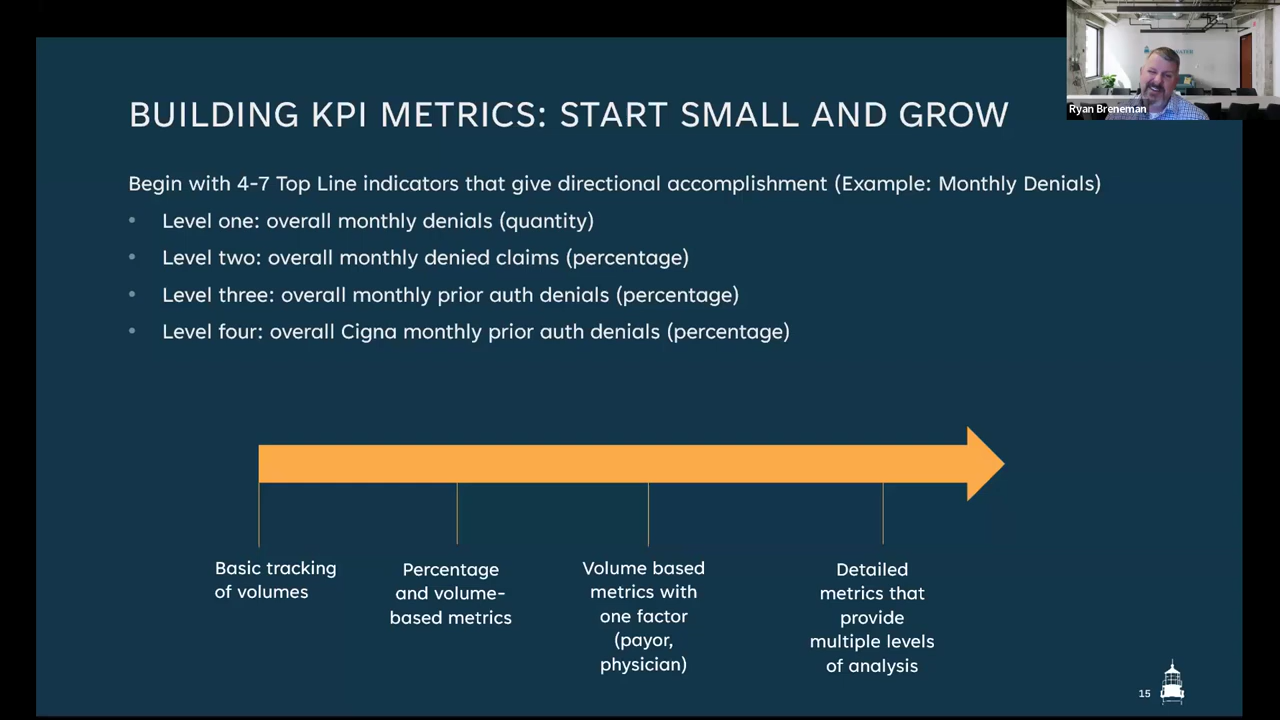 BUILDING KPI METRICS: START SMALL AND GROW
Ryan Breneman
Begin with 4-7 Top Line indicators that give directional accomplishment (Example: Monthly Denials)
• Level one: overall monthly denials (quantity)
• Level two: overall monthly denied claims (percentage)
• Level three: overall monthly prior auth denials (percentage)
• Level four: overall Cigna monthly prior auth denials (percentage)
Basic tracking
of volumes
Percentage
and volume-
based metrics
Volume based
metrics with
one factor
(payor,
physician)
Detailed
metrics that
provide
multiple levels
of analysis
15